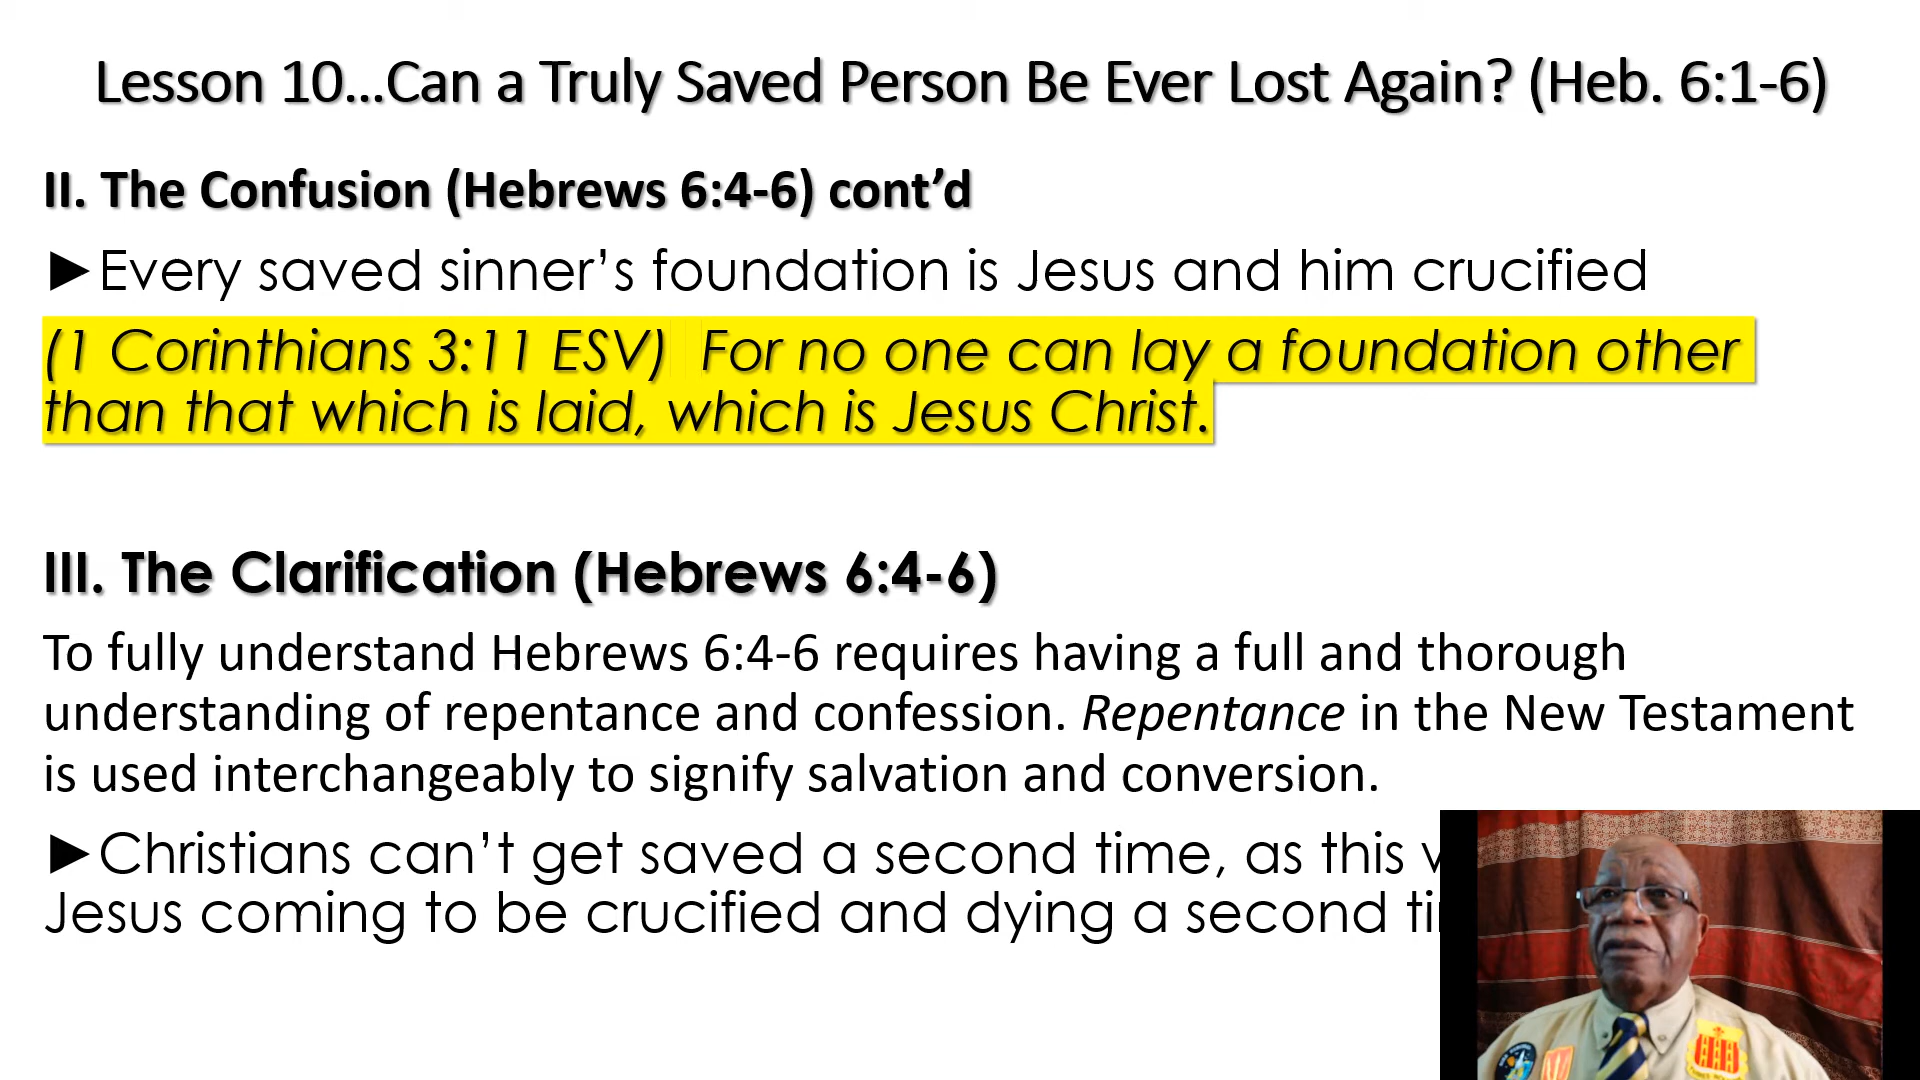 Lesson 10...Can a Truly Saved Person Be Ever Lost Again? (Heb. 6:1-6)
II. The Confusion (Hebrews 6:4-6) cont’d
►Every saved sinner’s foundation is Jesus and him crucified
(1 Corinthians 3:11 ESV) For no one can lay a foundation other
than that which is laid, which is Jesus Christ.
III. The Clarification (Hebrews 6:4-6)
To fully understand Hebrews 6:4-6 requires having a full and thorough
understanding of repentance and confession. Repentance in the New Testament
is used interchangeably to signify salvation and conversion.
►Christians can’t get saved a second time, as this
Jesus coming to be crucified and dying a second